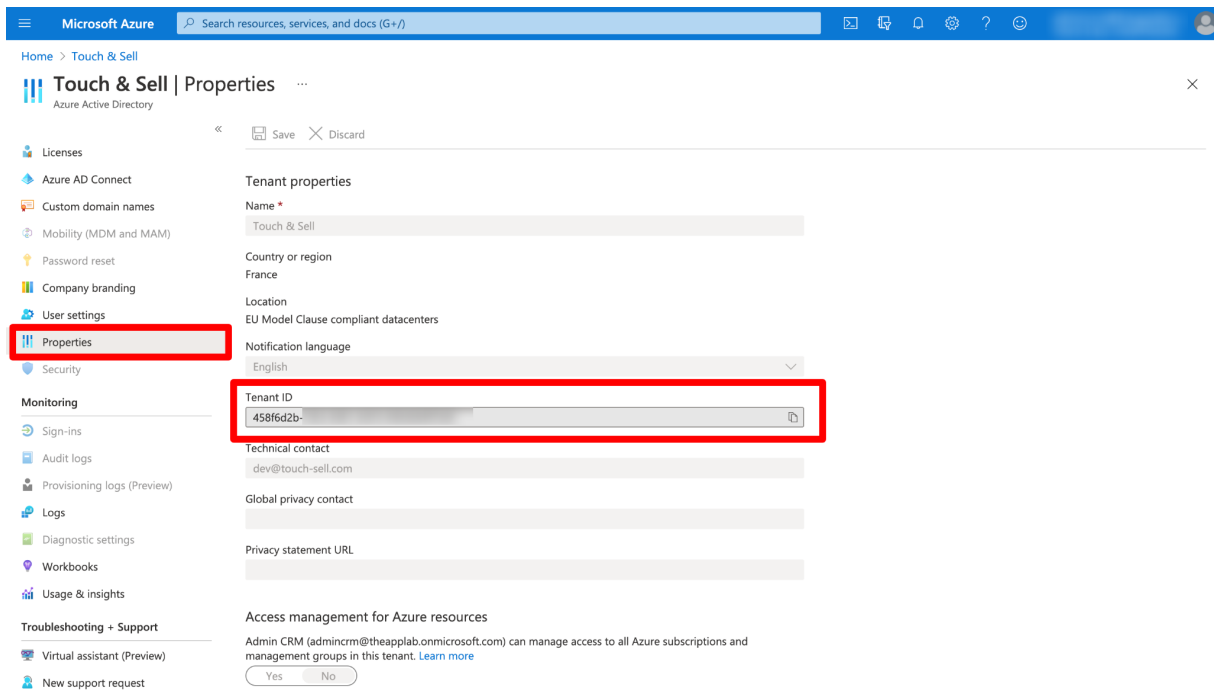 Microsoft Azure
Search resources, services, and docs (G+/)
Home > Touch & Sell
Touch & Sell | Properties ...
Azure Active Directory
Save Discard
Licenses
Azure AD Connect
Custom domain names
Mobility (MDM and MAM)
Password reset
Company branding
User settings
Properties
Security
Monitoring
Sign-ins
Audit logs
Provisioning logs (Preview)
Logs
Diagnostic settings
Workbooks
Usage & insights
Troubleshooting + Support
Virtual assistant (Preview)
New support request
Tenant properties
Name *
Touch & Sell
Country or region
France
Location
EU Model Clause compliant datacenters
Notification language
English
Tenant ID
458f6d2b-
Technical contact
dev@touch-sell.com
Global privacy contact
Privacy statement URL
Access management for Azure resources
Admin CRM (admincrm@theapplab.onmicrosoft.com) can manage access to all Azure subscriptions and
management groups in this tenant. Learn more
Yes No